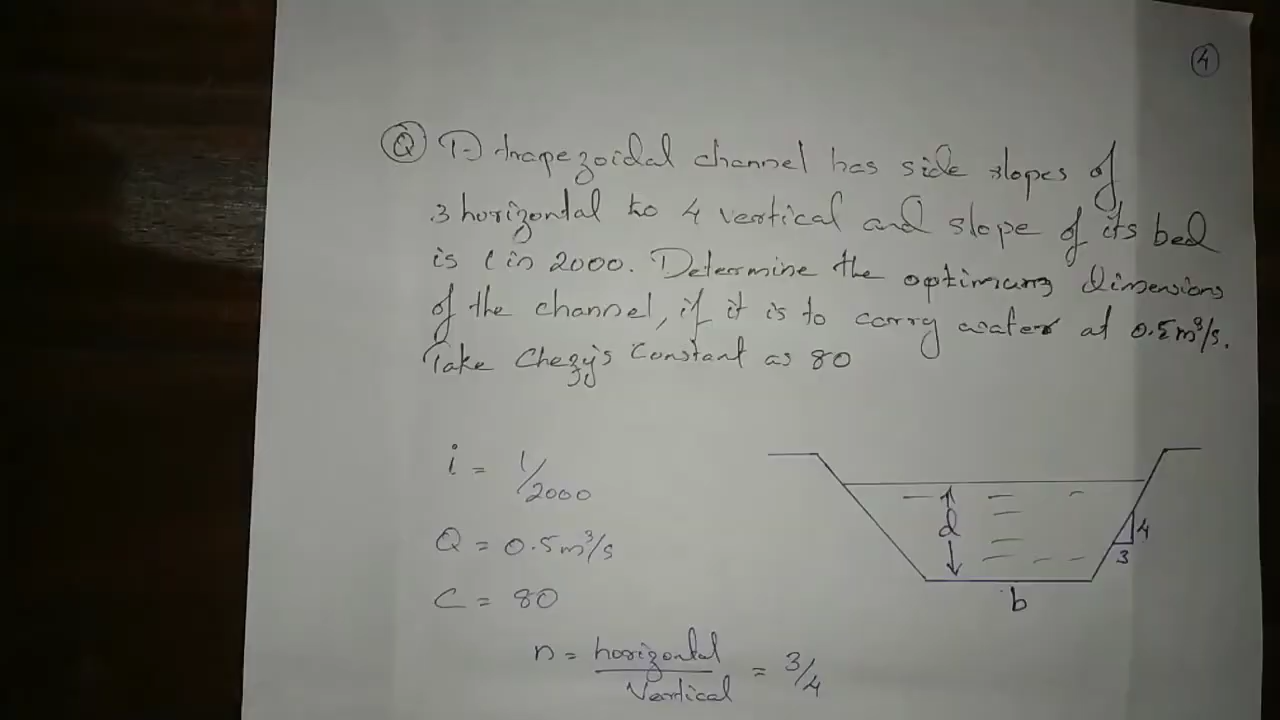 4
Q 1) trapezoidal channel has side slopes of
3 horizontal to 4 vertical and slope of its bed
is 1 in 2000. Determine the optimum dimensions
of the channel, if it is to carry water at 0.5m³/s.
Take Chezy's Constant as 80
i = 1/2000
Q = 0.5m³/s
C = 80
n = horizontal / Vertical = 3/4
d
4
3
b